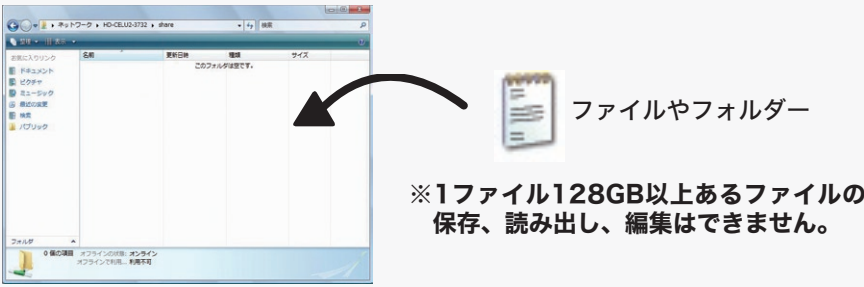 ネットワーク ▸ HD-CELU2-3732 ▸ share
検索
整理
表示
お気に入りリンク
ドキュメント
ピクチャ
ミュージック
最近の変更
検索
パブリック
フォルダ
名前
更新日時
種類
サイズ
このフォルダは空です。
0 個の項目
オフラインの状態: オンライン
オフラインで利用... 利用不可
ファイルやフォルダー
※1ファイル128GB以上あるファイルの
保存、読み出し、編集はできません。